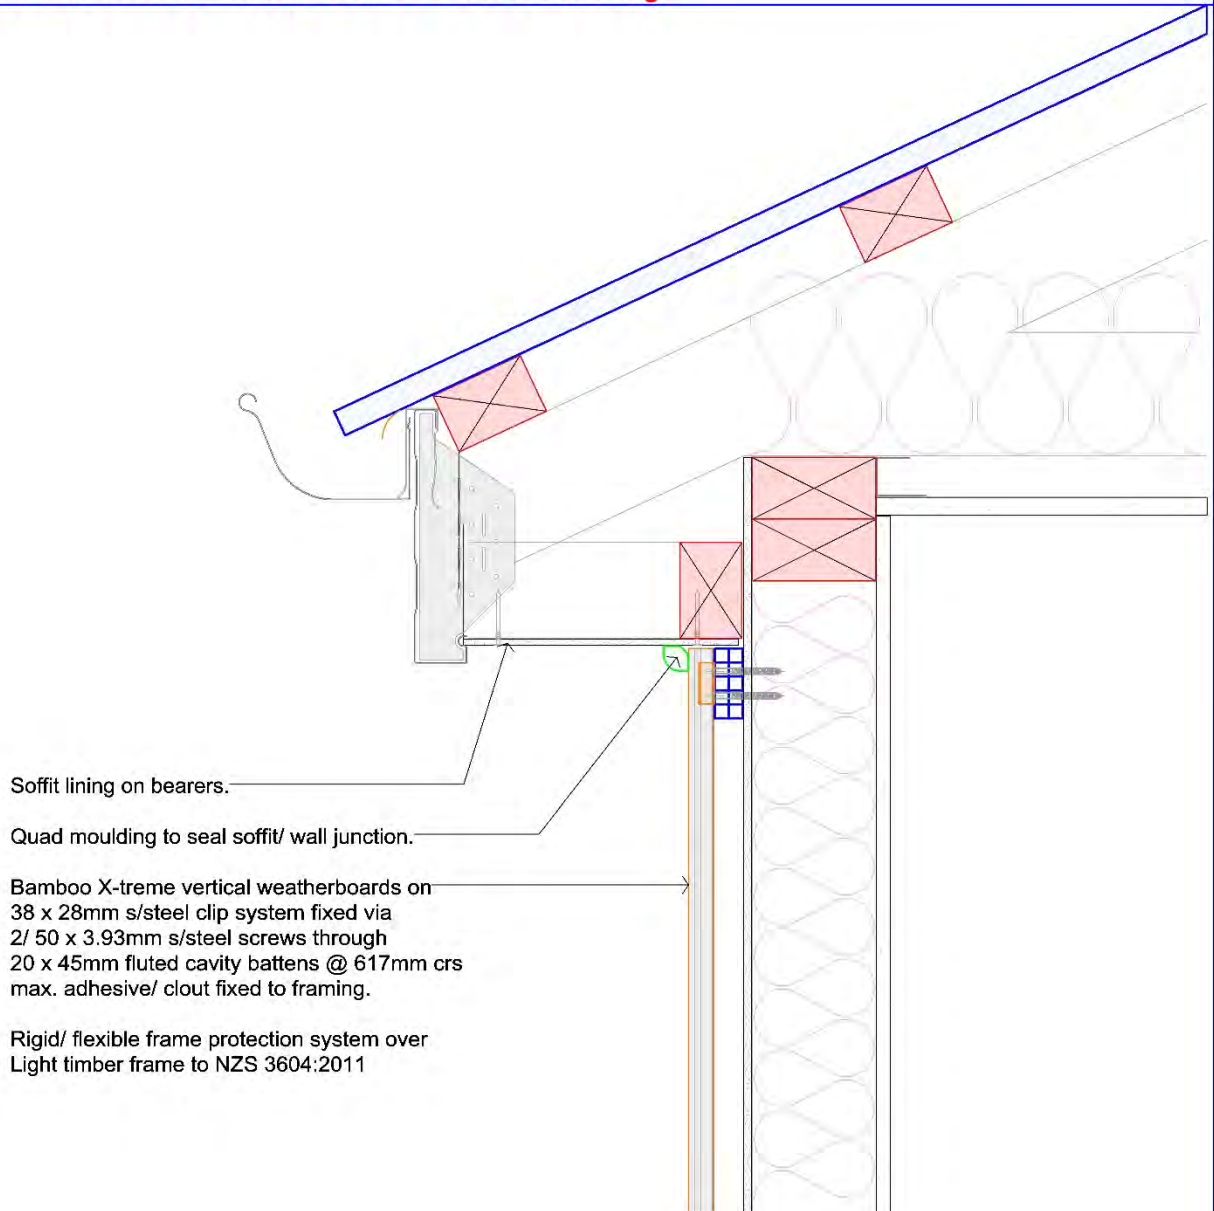 Soffit lining on bearers.
Quad moulding to seal soffit/ wall junction.
Bamboo X-treme vertical weatherboards on
38 x 28mm s/steel clip system fixed via
2/ 50 x 3.93mm s/steel screws through
20 x 45mm fluted cavity battens @ 617mm crs
max. adhesive/ clout fixed to framing.
Rigid/ flexible frame protection system over
Light timber frame to NZS 3604:2011